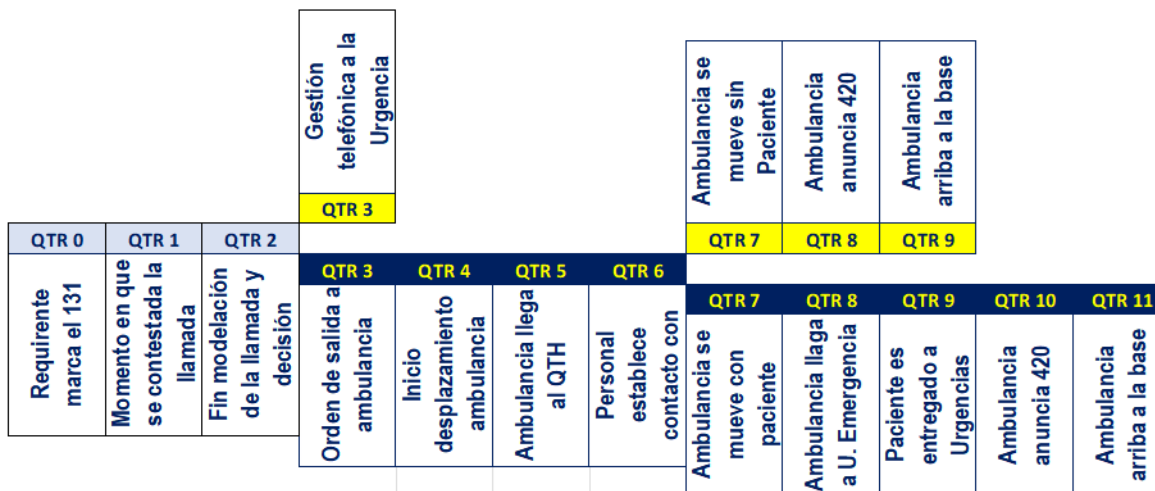 Gestión
telefónica a la
Urgencia
QTR 3
Ambulancia se
mueve sin
Paciente
QTR 7
Ambulancia
anuncia 420
QTR 8
Ambulancia
arriba a la base
QTR 9
QTR 0
Requirente
marca el 131
QTR 1
Momento en que
se contestada la
llamada
QTR 2
Fin modelación
de la llamada y
decisión
QTR 3
Orden de salida a
ambulancia
QTR 4
Inicio
desplazamiento
ambulancia
QTR 5
Ambulancia llega
al QTH
QTR 6
Personal
establece
contacto con
QTR 7
Ambulancia se
mueve con
paciente
QTR 8
Ambulancia llaga
a U. Emergencia
QTR 9
Paciente es
entregado a
Urgencias
QTR 10
Ambulancia
anuncia 420
QTR 11
Ambulancia
arriba a la base